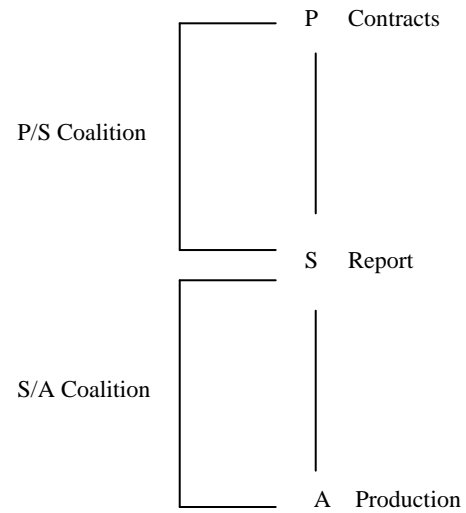 P Contracts
P/S Coalition
S Report
S/A Coalition
A Production